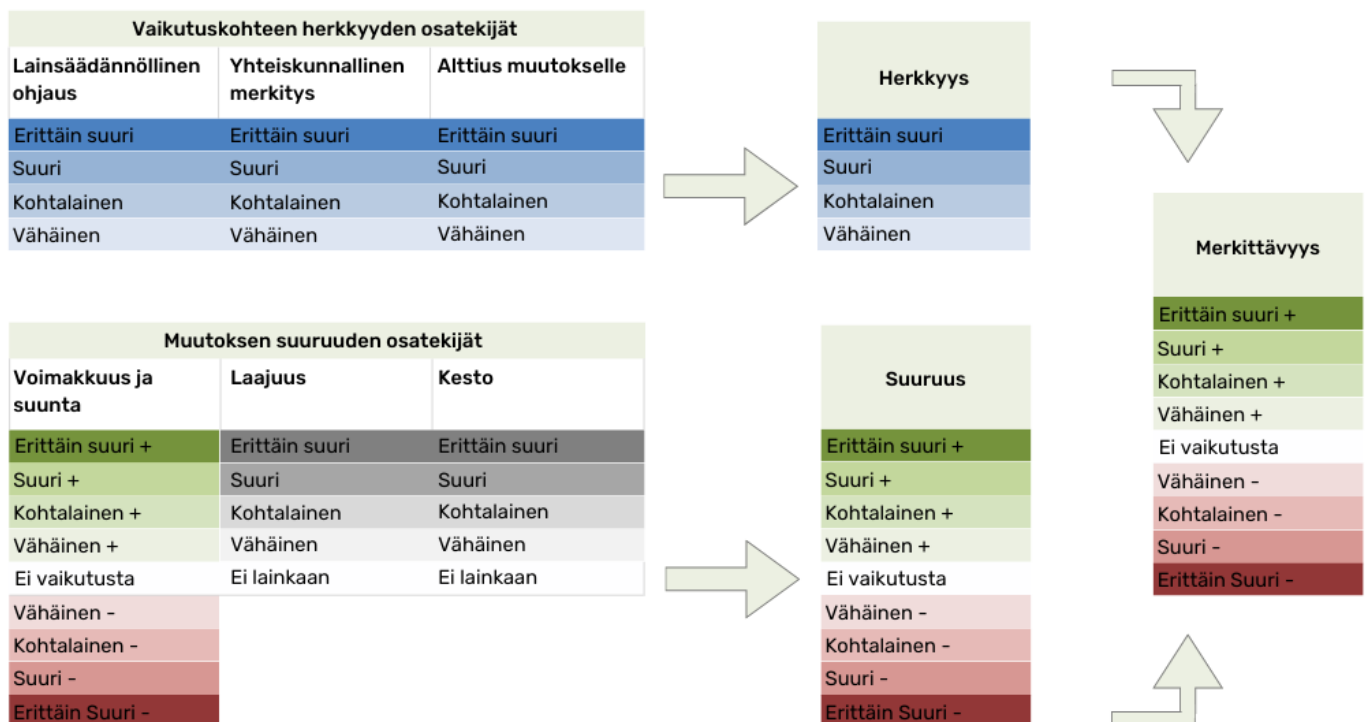 Vaikutuskohteen herkkyyden osatekijät
Lainsäädännöllinen ohjaus Yhteiskunnallinen merkitys Alttius muutokselle
Erittäin suuri Erittäin suuri Erittäin suuri
Suuri Suuri Suuri
Kohtalainen Kohtalainen Kohtalainen
Vähäinen Vähäinen Vähäinen
Herkkyys
Erittäin suuri
Suuri
Kohtalainen
Vähäinen
Muutoksen suuruuden osatekijät
Voimakkuus ja suunta Laajuus Kesto
Erittäin suuri + Erittäin suuri Erittäin suuri
Suuri + Suuri Suuri
Kohtalainen + Kohtalainen Kohtalainen
Vähäinen + Vähäinen Vähäinen
Ei vaikutusta Ei lainkaan Ei lainkaan
Vähäinen -
Kohtalainen -
Suuri -
Erittäin Suuri -
Suuruus
Erittäin suuri +
Suuri +
Kohtalainen +
Vähäinen +
Ei vaikutusta
Vähäinen -
Kohtalainen -
Suuri -
Erittäin Suuri -
Merkittävyys
Erittäin suuri +
Suuri +
Kohtalainen +
Vähäinen +
Ei vaikutusta
Vähäinen -
Kohtalainen -
Suuri -
Erittäin Suuri -